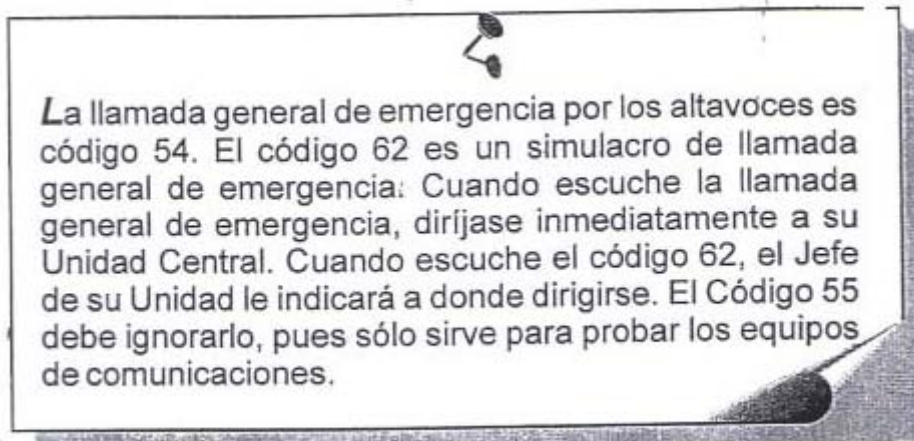 La llamada general de emergencia por los altavoces es
código 54. El código 62 es un simulacro de llamada
general de emergencia. Cuando escuche la llamada
general de emergencia, diríjase inmediatamente a su
Unidad Central. Cuando escuche el código 62, el Jefe
de su Unidad le indicará a donde dirigirse. El Código 55
debe ignorarlo, pues sólo sirve para probar los equipos
de comunicaciones.